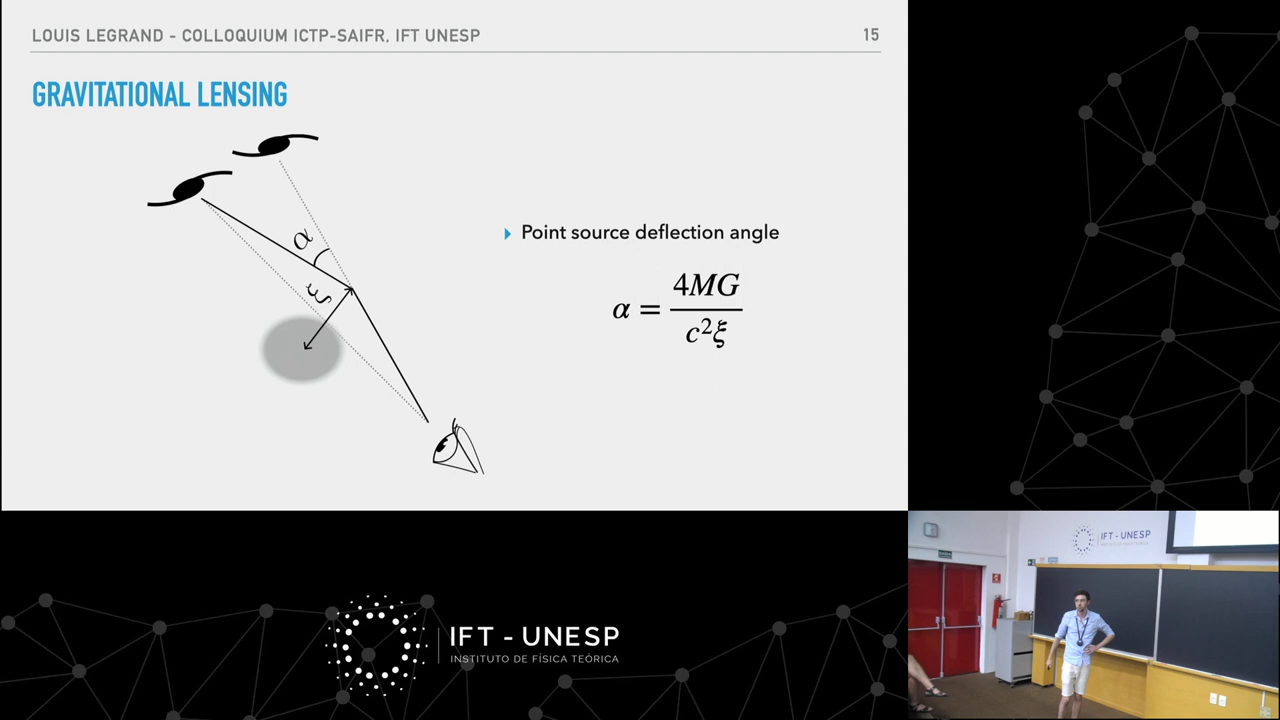 LOUIS LEGRAND - COLLOQUIUM ICTP-SAIFR, IFT UNESP
15
GRAVITATIONAL LENSING
α
ξ
Point source deflection angle
α = 4MG / c²ξ
IFT - UNESP
IFT - UNESP
INSTITUTO DE FÍSICA TEÓRICA